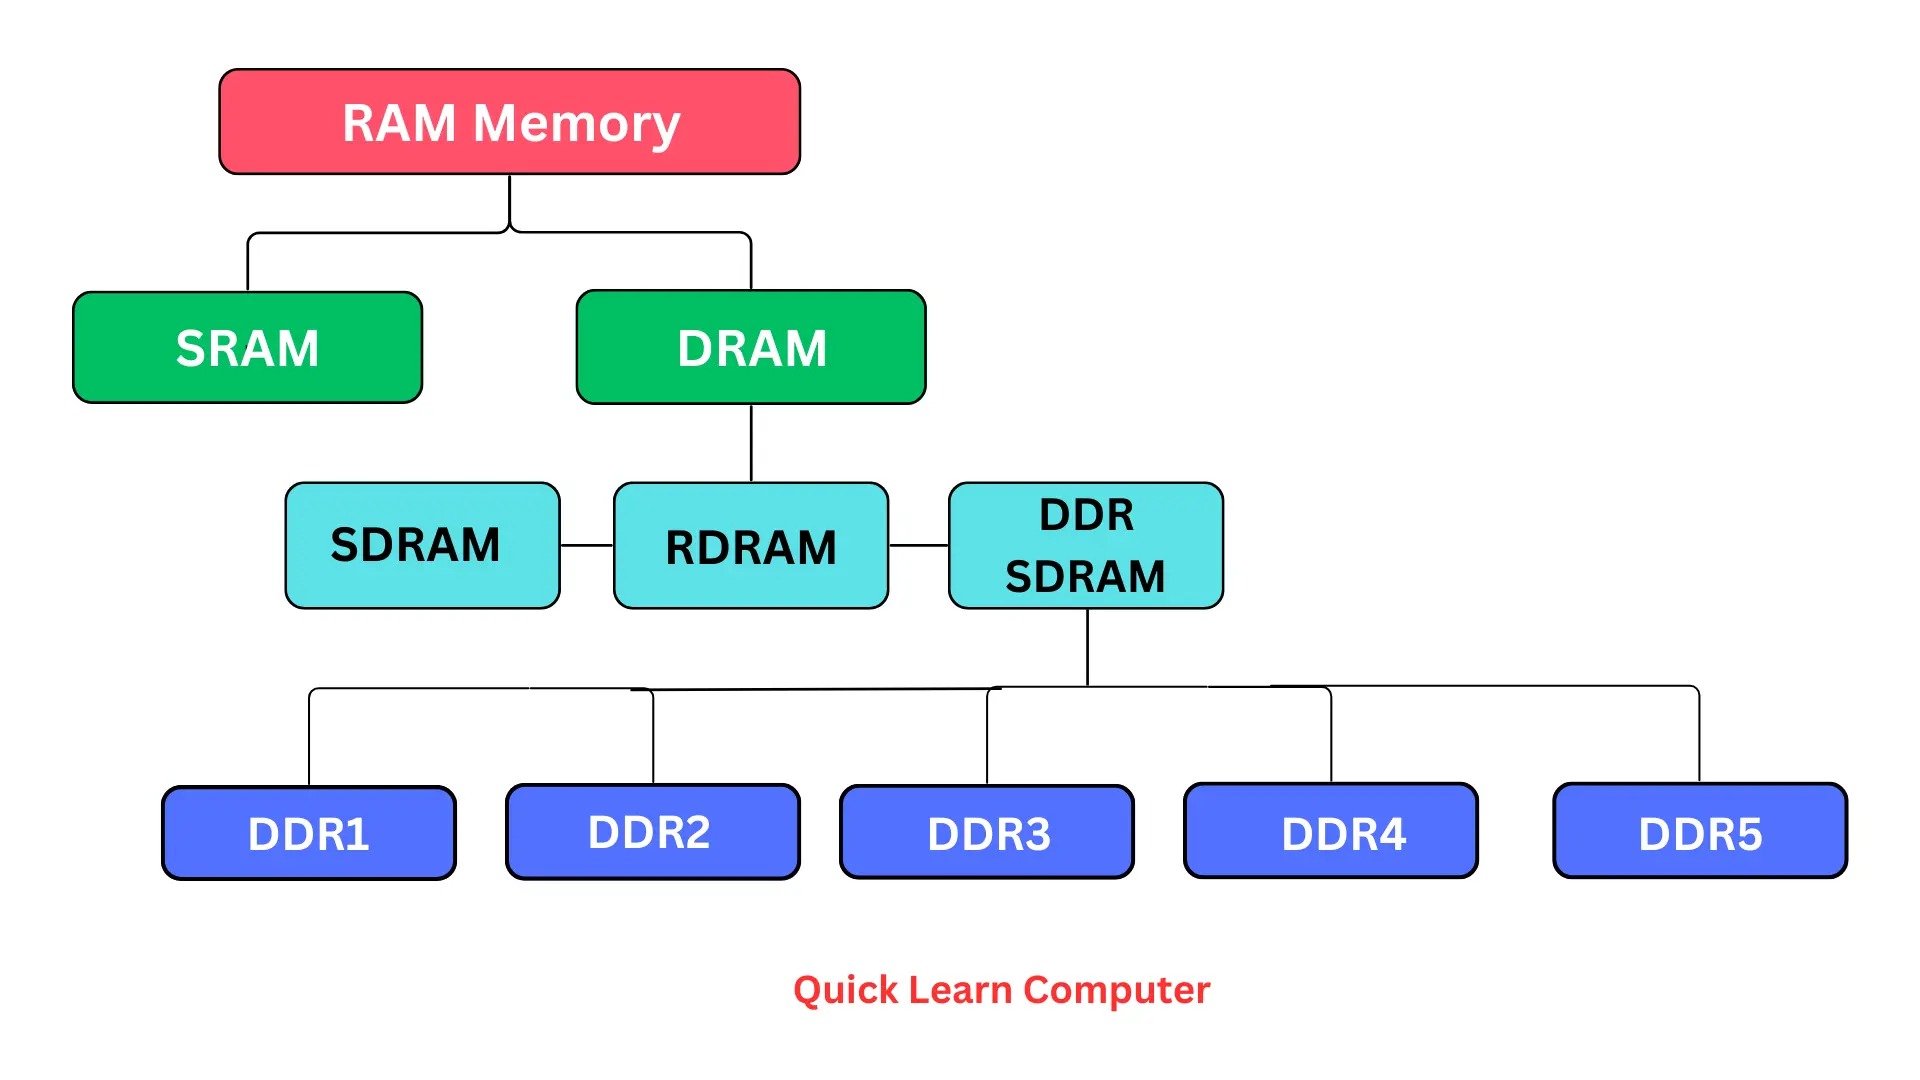 RAM Memory
SRAM
DRAM
SDRAM
RDRAM
DDR
SDRAM
DDR1
DDR2
DDR3
DDR4
DDR5
Quick Learn Computer